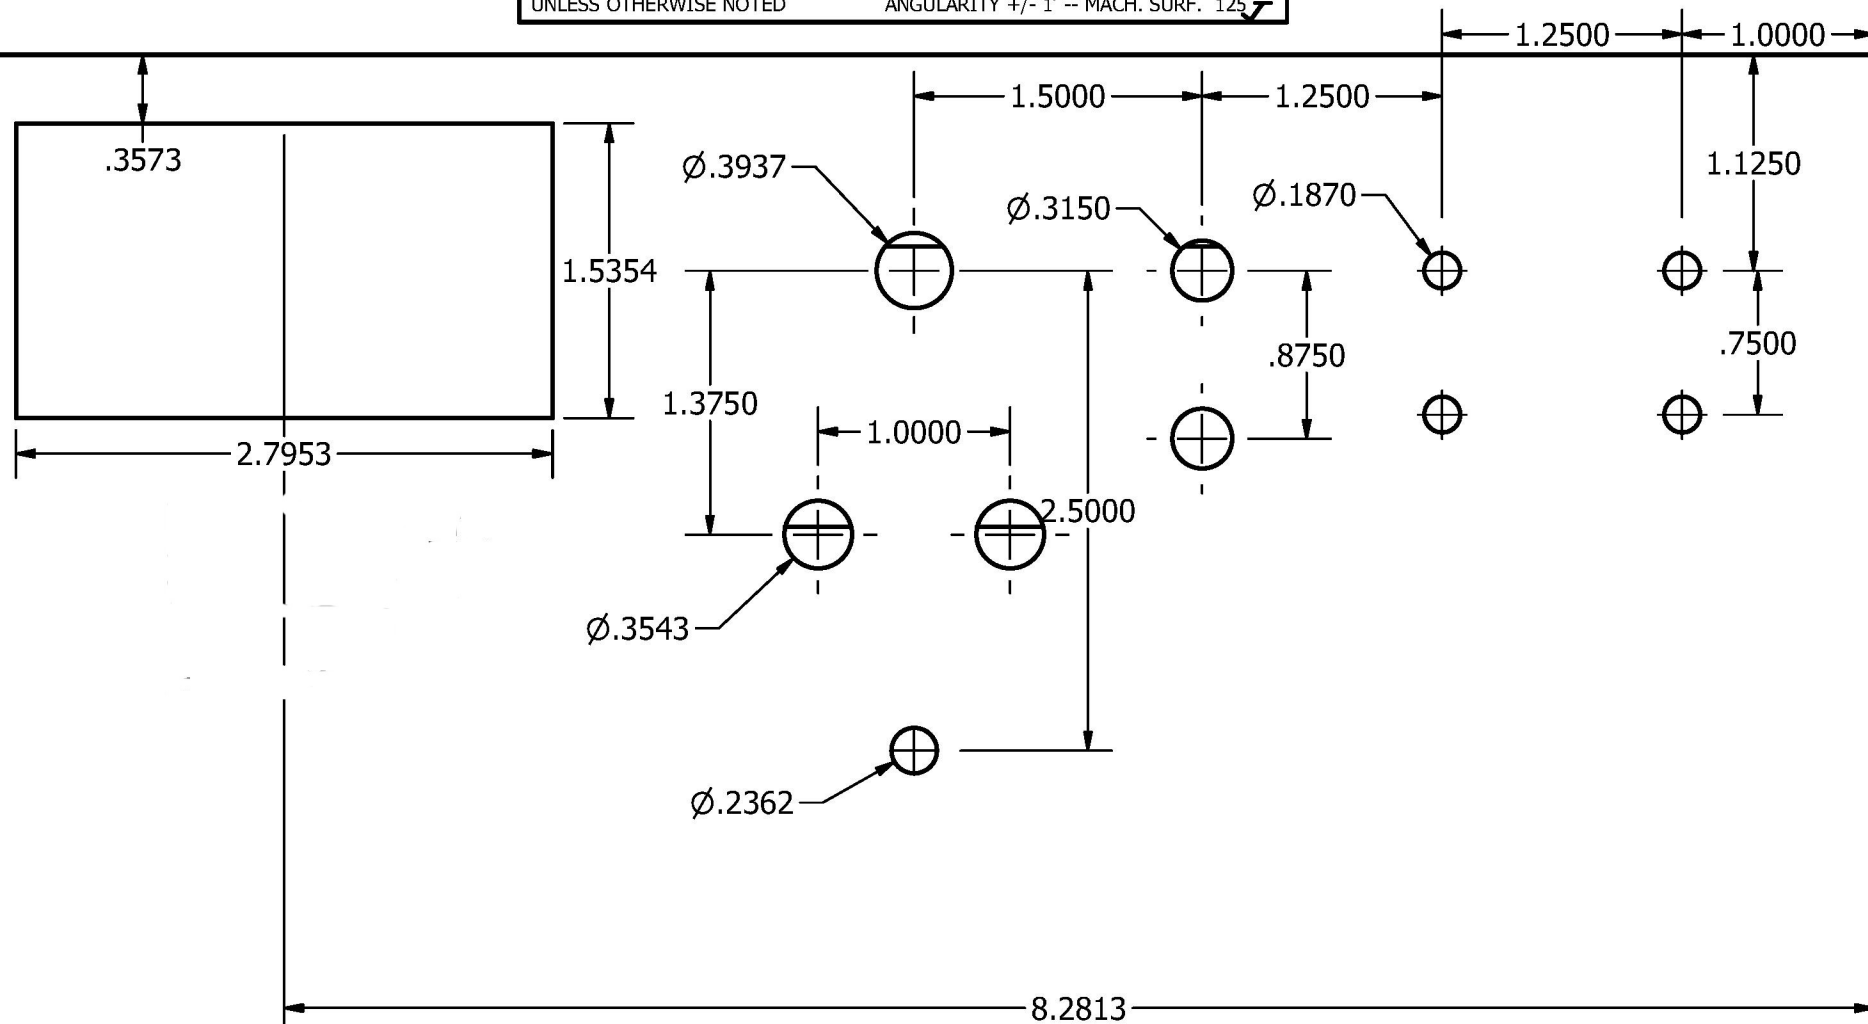 UNLESS OTHERWISE NOTED ANGULARITY +/- 1° -- MACH. SURF. 125
1.2500 1.0000
1.5000 1.2500
.3573
Ø.3937
1.1250
Ø.3150
Ø.1870
1.5354
.7500
.8750
1.3750
1.0000
2.7953
2.5000
Ø.3543
Ø.2362
8.2813